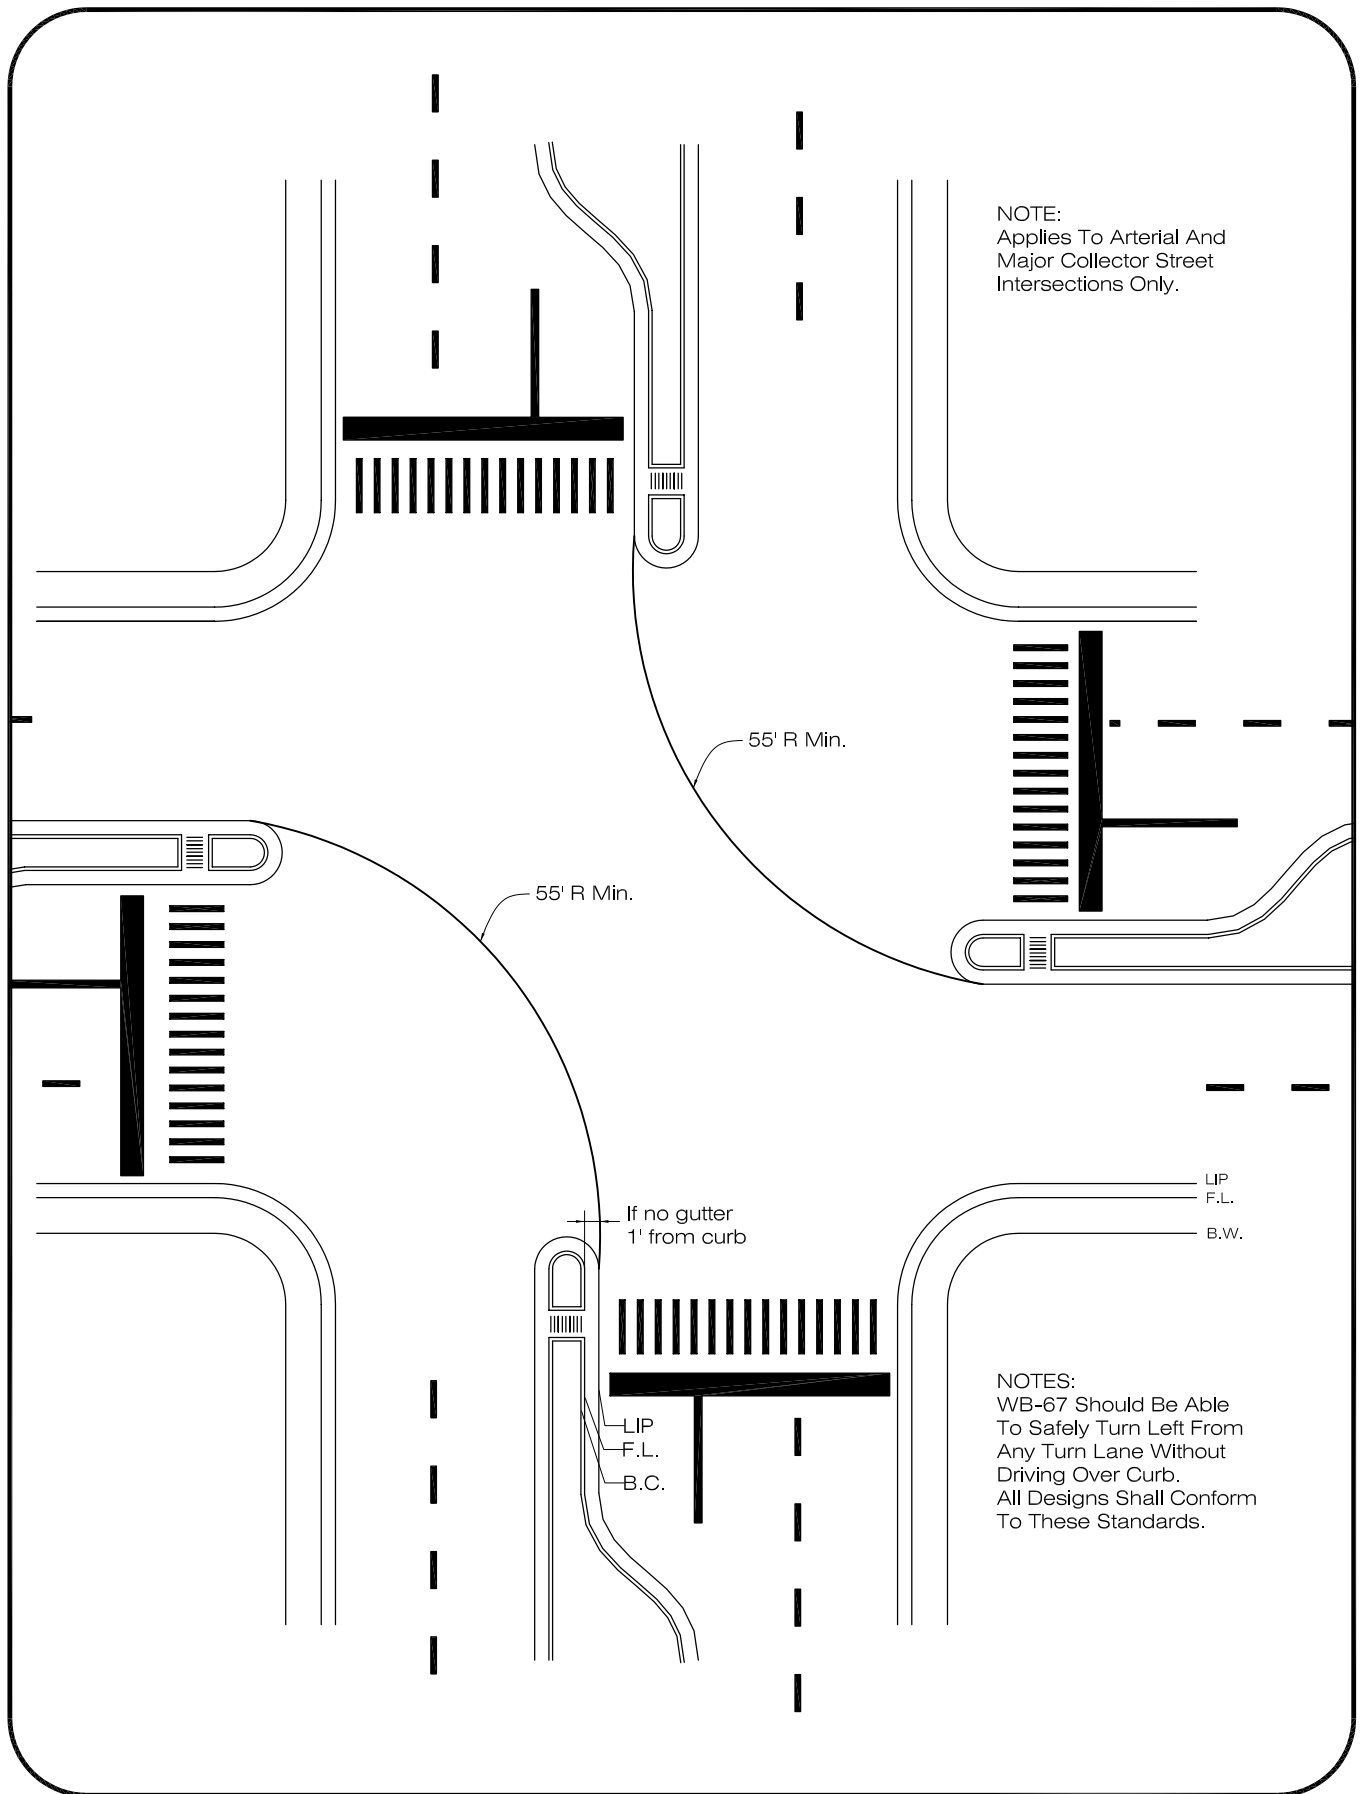 NOTE:
Applies To Arterial And
Major Collector Street
Intersections Only.
55' R Min.
55' R Min.
LIP
F.L.
B.W.
If no gutter
1' from curb
LIP
F.L.
B.C.
NOTES:
WB-67 Should Be Able
To Safely Turn Left From
Any Turn Lane Without
Driving Over Curb.
All Designs Shall Conform
To These Standards.